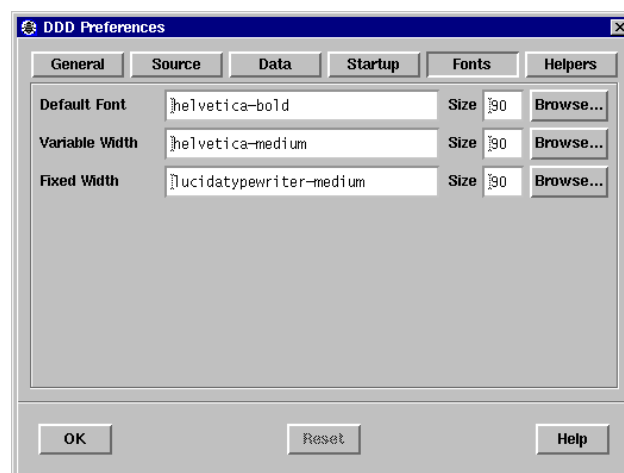 DDD Preferences
General Source Data Startup Fonts Helpers
Default Font helvetica-bold Size 90 Browse...
Variable Width helvetica-medium Size 90 Browse...
Fixed Width lucidatypewriter-medium Size 90 Browse...
OK Reset Help